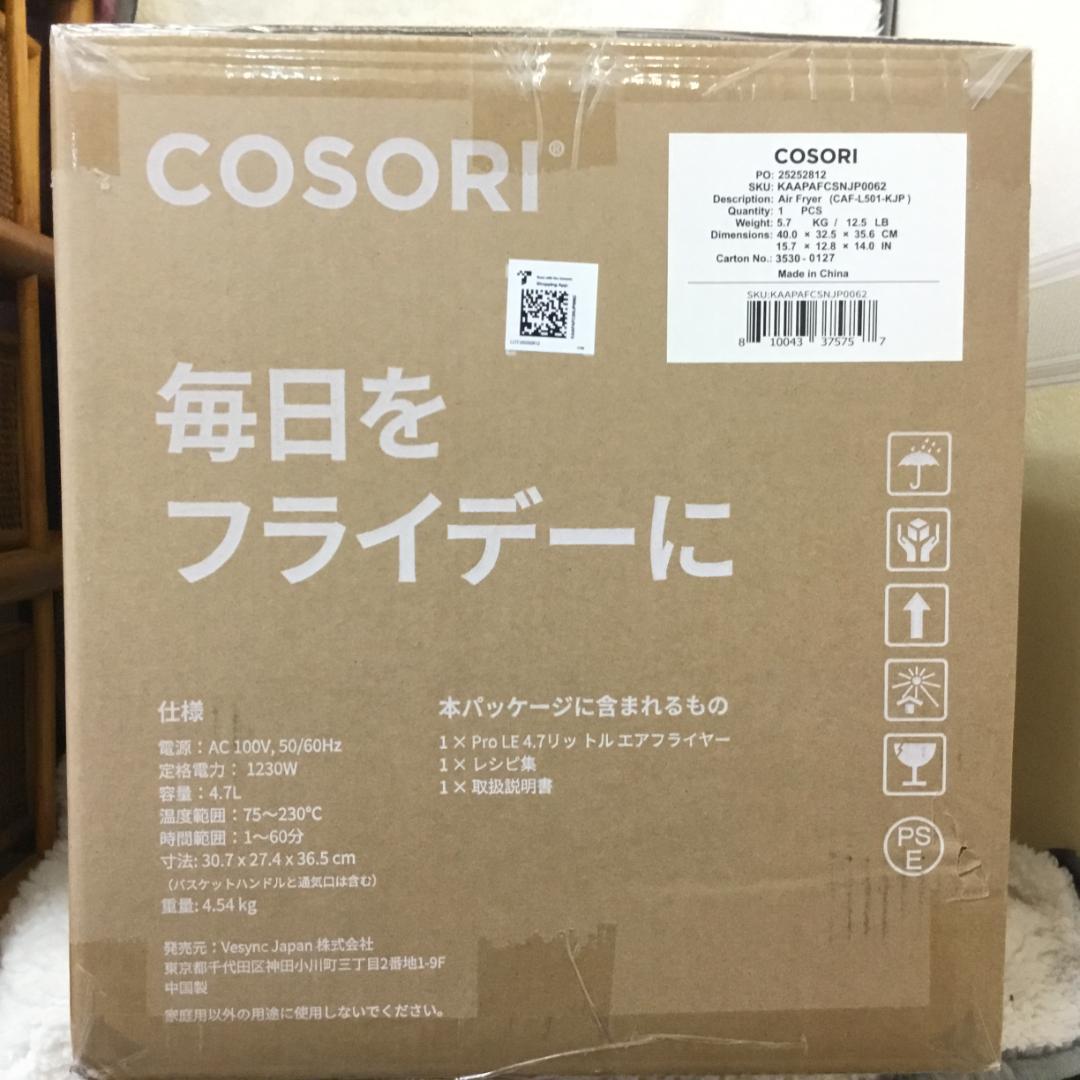 COSORI®
COSORI
PO: 25252812
SKU: KAAPAFCSNJP0062
Description: Air Fryer (CAF-L501-KJP)
Quantity: 1 PCS
Weight: 5.7 KG / 12.5 LB
Dimensions: 40.0 × 32.5 × 35.6 CM
15.7 × 12.8 × 14.0 IN
Carton No.: 3530 - 0127
Made in China
SKU:KAAPAFCSNJP0062
8 10043 37575 7
毎日を
フライデーに
仕様
電源：AC 100V, 50/60Hz
定格電力： 1230W
容量：4.7L
温度範囲：75〜230℃
時間範囲：1〜60分
寸法: 30.7 x 27.4 x 36.5 cm
（バスケットハンドルと通気口は含む）
重量: 4.54 kg
本パッケージに含まれるもの
1 × Pro LE 4.7リットル エアフライヤー
1 × レシピ集
1 × 取扱説明書
PS
E
発売元：Vesync Japan 株式会社
東京都千代田区神田小川町三丁目2番地1-9F
中国製
家庭用以外の用途に使用しないでください。